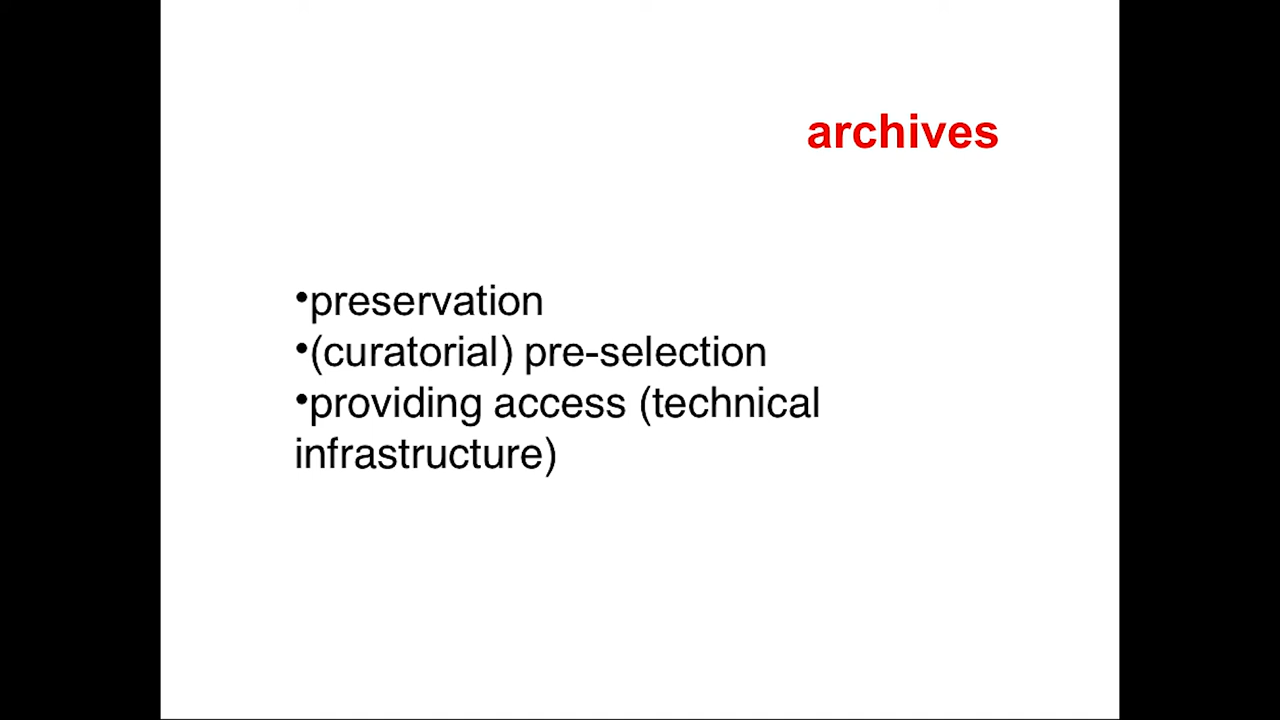 archives
•preservation
•(curatorial) pre-selection
•providing access (technical
infrastructure)